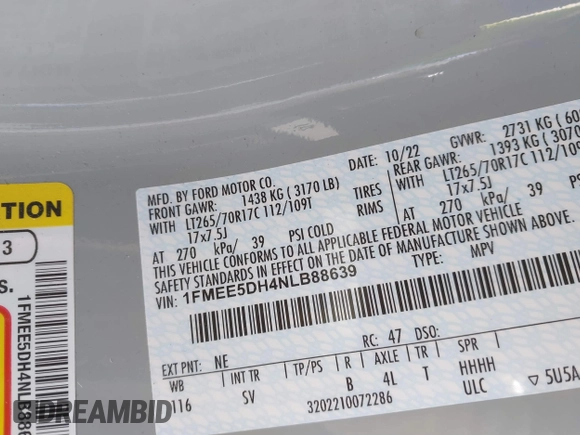 MFD. BY FORD MOTOR CO.
10/22
GVWR: 2731 KG
FRONT GAWR: 1438 KG (3170 LB)
REAR GAWR: 1393 KG (3070
WITH LT265/70R17C 112/109T TIRES
WITH LT265/70R17C 112/109
17x7.5J RIMS
17x7.5J
AT 270 kPa/ 39 PSI COLD
AT 270 kPa/ 39
THIS VEHICLE CONFORMS TO ALL APPLICABLE FEDERAL MOTOR VEHICLE
SAFETY STANDARDS IN EFFECT ON THE DATE OF MANUFACTURE SHOWN ABOVE.
VIN: 1FMEE5DH4NLB88639
TYPE: MPV
EXT PNT: NE RC: 47 DSO:
WB INT TR TP/PS R AXLE TR SPR
116 SV B 4L T HHHH
3202210072286 ULC ▽ 5U5A
TION
3
s.
1FMEE5DH4NLB886
DREAMBID